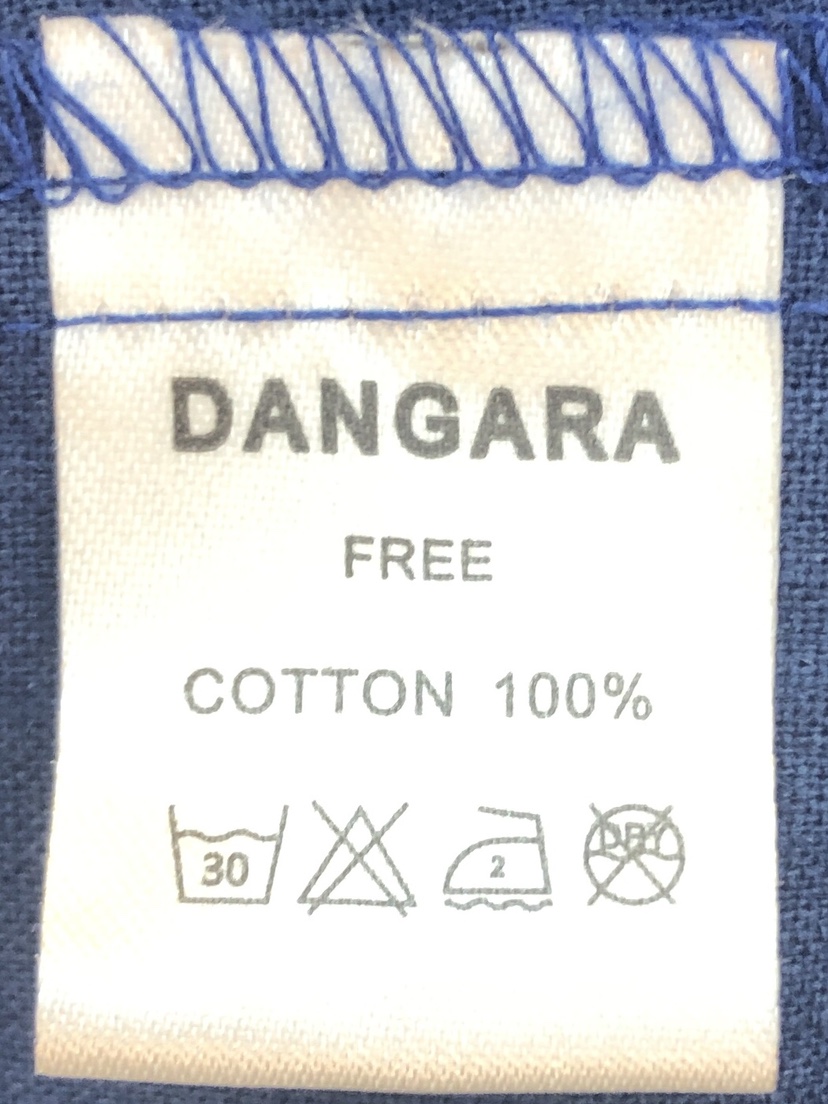 DANGARA
FREE
COTTON 100%
30 2 DRY